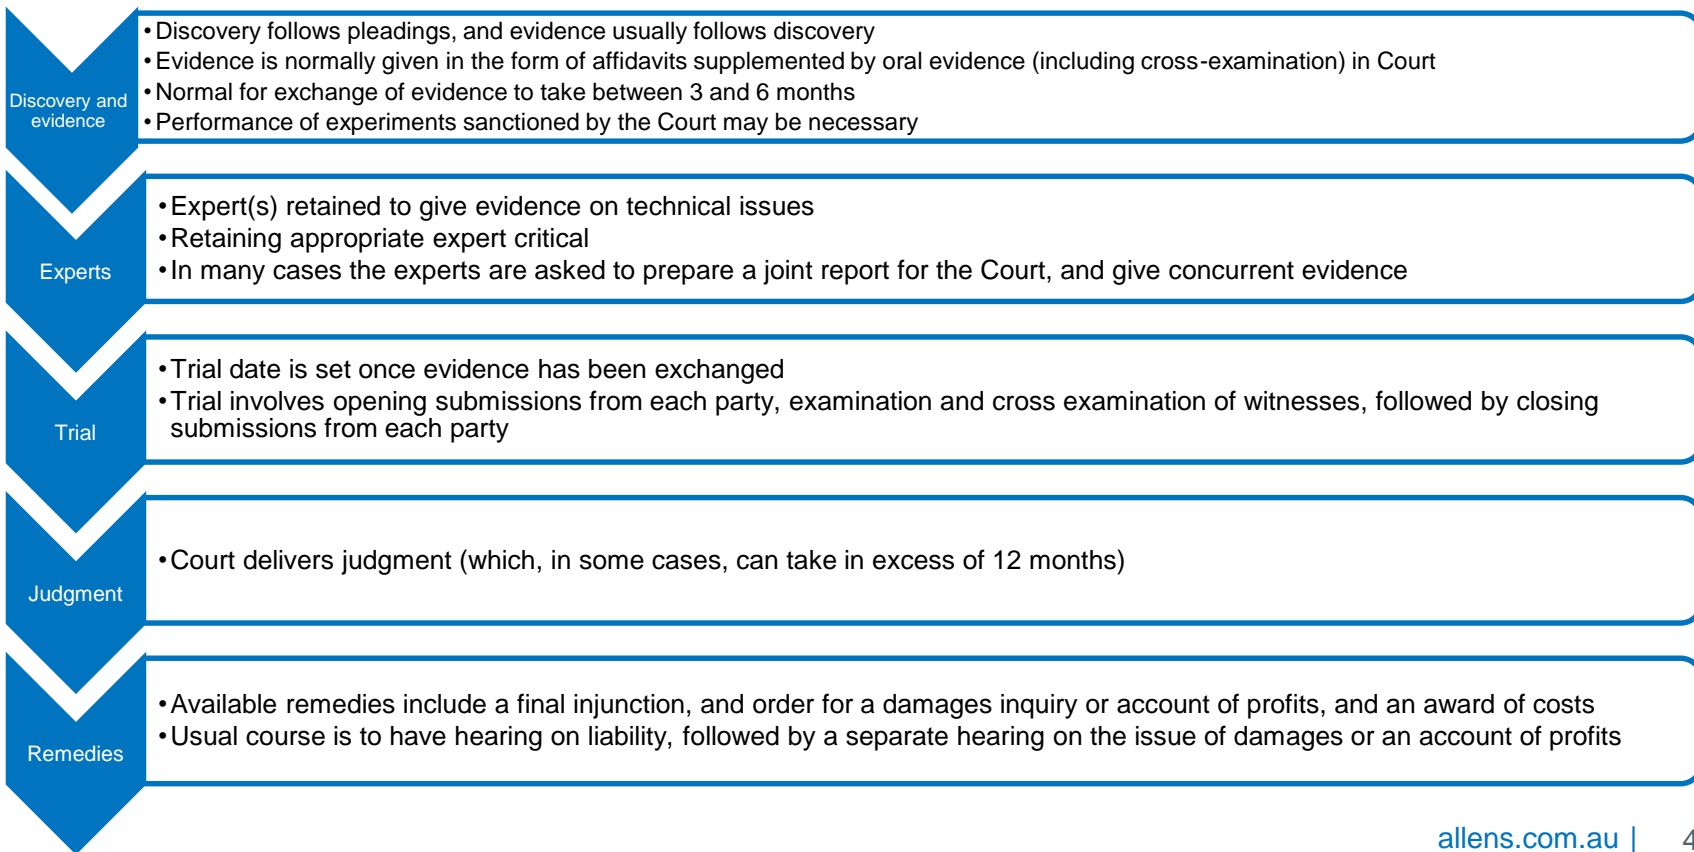 Discovery and
evidence
•Discovery follows pleadings, and evidence usually follows discovery
•Evidence is normally given in the form of affidavits supplemented by oral evidence (including cross-examination) in Court
•Normal for exchange of evidence to take between 3 and 6 months
•Performance of experiments sanctioned by the Court may be necessary
Experts
•Expert(s) retained to give evidence on technical issues
•Retaining appropriate expert critical
•In many cases the experts are asked to prepare a joint report for the Court, and give concurrent evidence
Trial
•Trial date is set once evidence has been exchanged
•Trial involves opening submissions from each party, examination and cross examination of witnesses, followed by closing
submissions from each party
Judgment
•Court delivers judgment (which, in some cases, can take in excess of 12 months)
Remedies
•Available remedies include a final injunction, and order for a damages inquiry or account of profits, and an award of costs
•Usual course is to have hearing on liability, followed by a separate hearing on the issue of damages or an account of profits
allens.com.au | 4